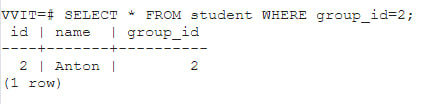 VVIT=# SELECT * FROM student WHERE group_id=2;
 id | name  | group_id
----+-------+----------
  2 | Anton |        2
(1 row)